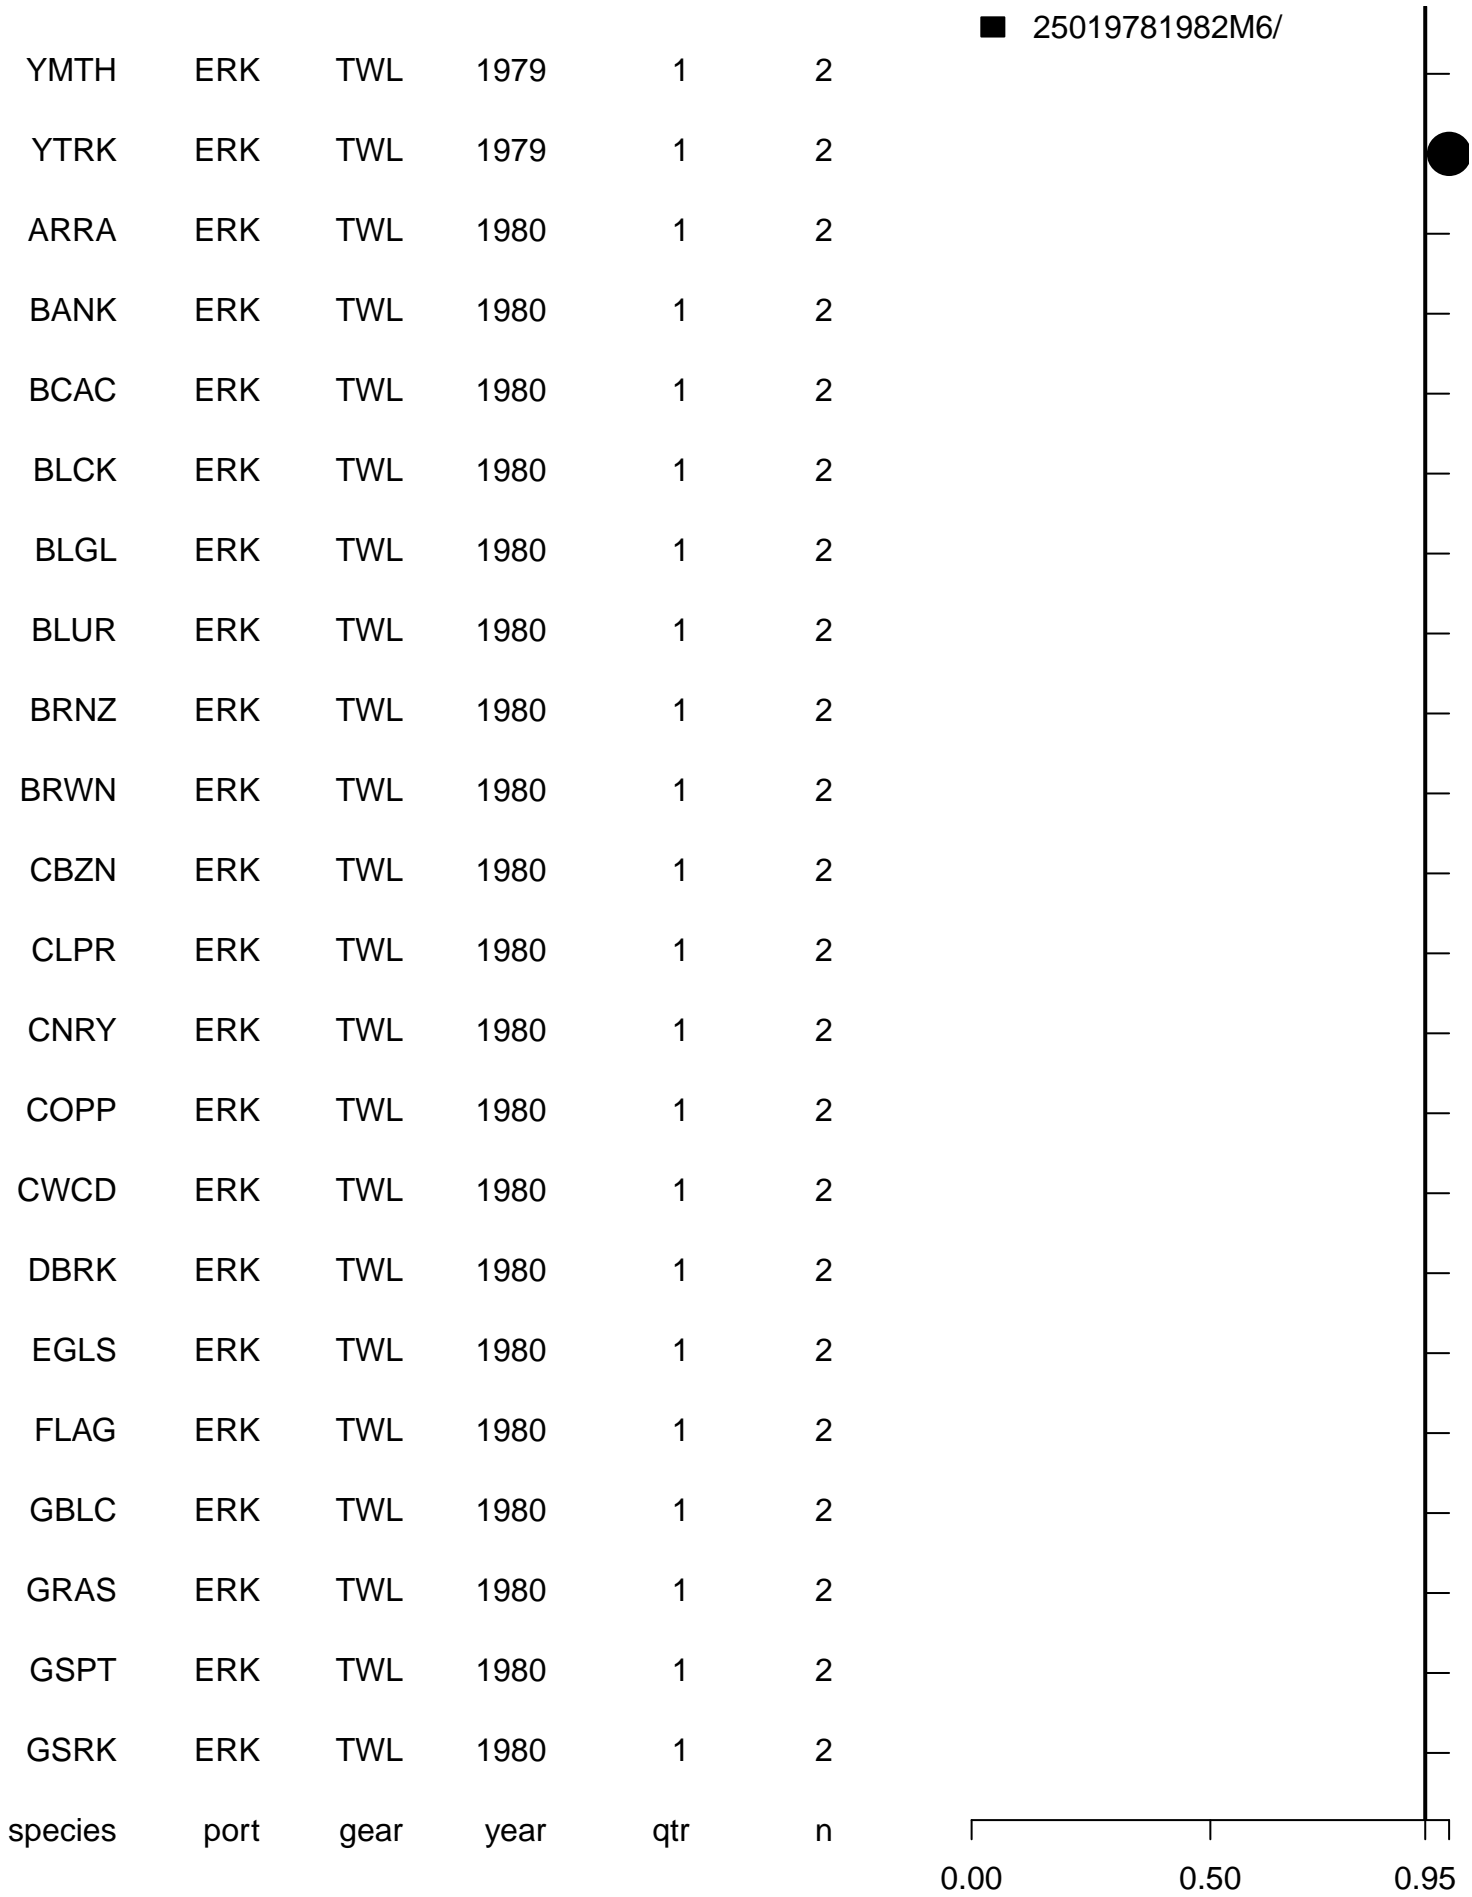 25019781982M6/
YMTH ERK TWL 1979 1 2
YTRK ERK TWL 1979 1 2
ARRA ERK TWL 1980 1 2
BANK ERK TWL 1980 1 2
BCAC ERK TWL 1980 1 2
BLCK ERK TWL 1980 1 2
BLGL ERK TWL 1980 1 2
BLUR ERK TWL 1980 1 2
BRNZ ERK TWL 1980 1 2
BRWN ERK TWL 1980 1 2
CBZN ERK TWL 1980 1 2
CLPR ERK TWL 1980 1 2
CNRY ERK TWL 1980 1 2
COPP ERK TWL 1980 1 2
CWCD ERK TWL 1980 1 2
DBRK ERK TWL 1980 1 2
EGLS ERK TWL 1980 1 2
FLAG ERK TWL 1980 1 2
GBLC ERK TWL 1980 1 2
GRAS ERK TWL 1980 1 2
GSPT ERK TWL 1980 1 2
GSRK ERK TWL 1980 1 2
species port gear year qtr n
0.00 0.50 0.95